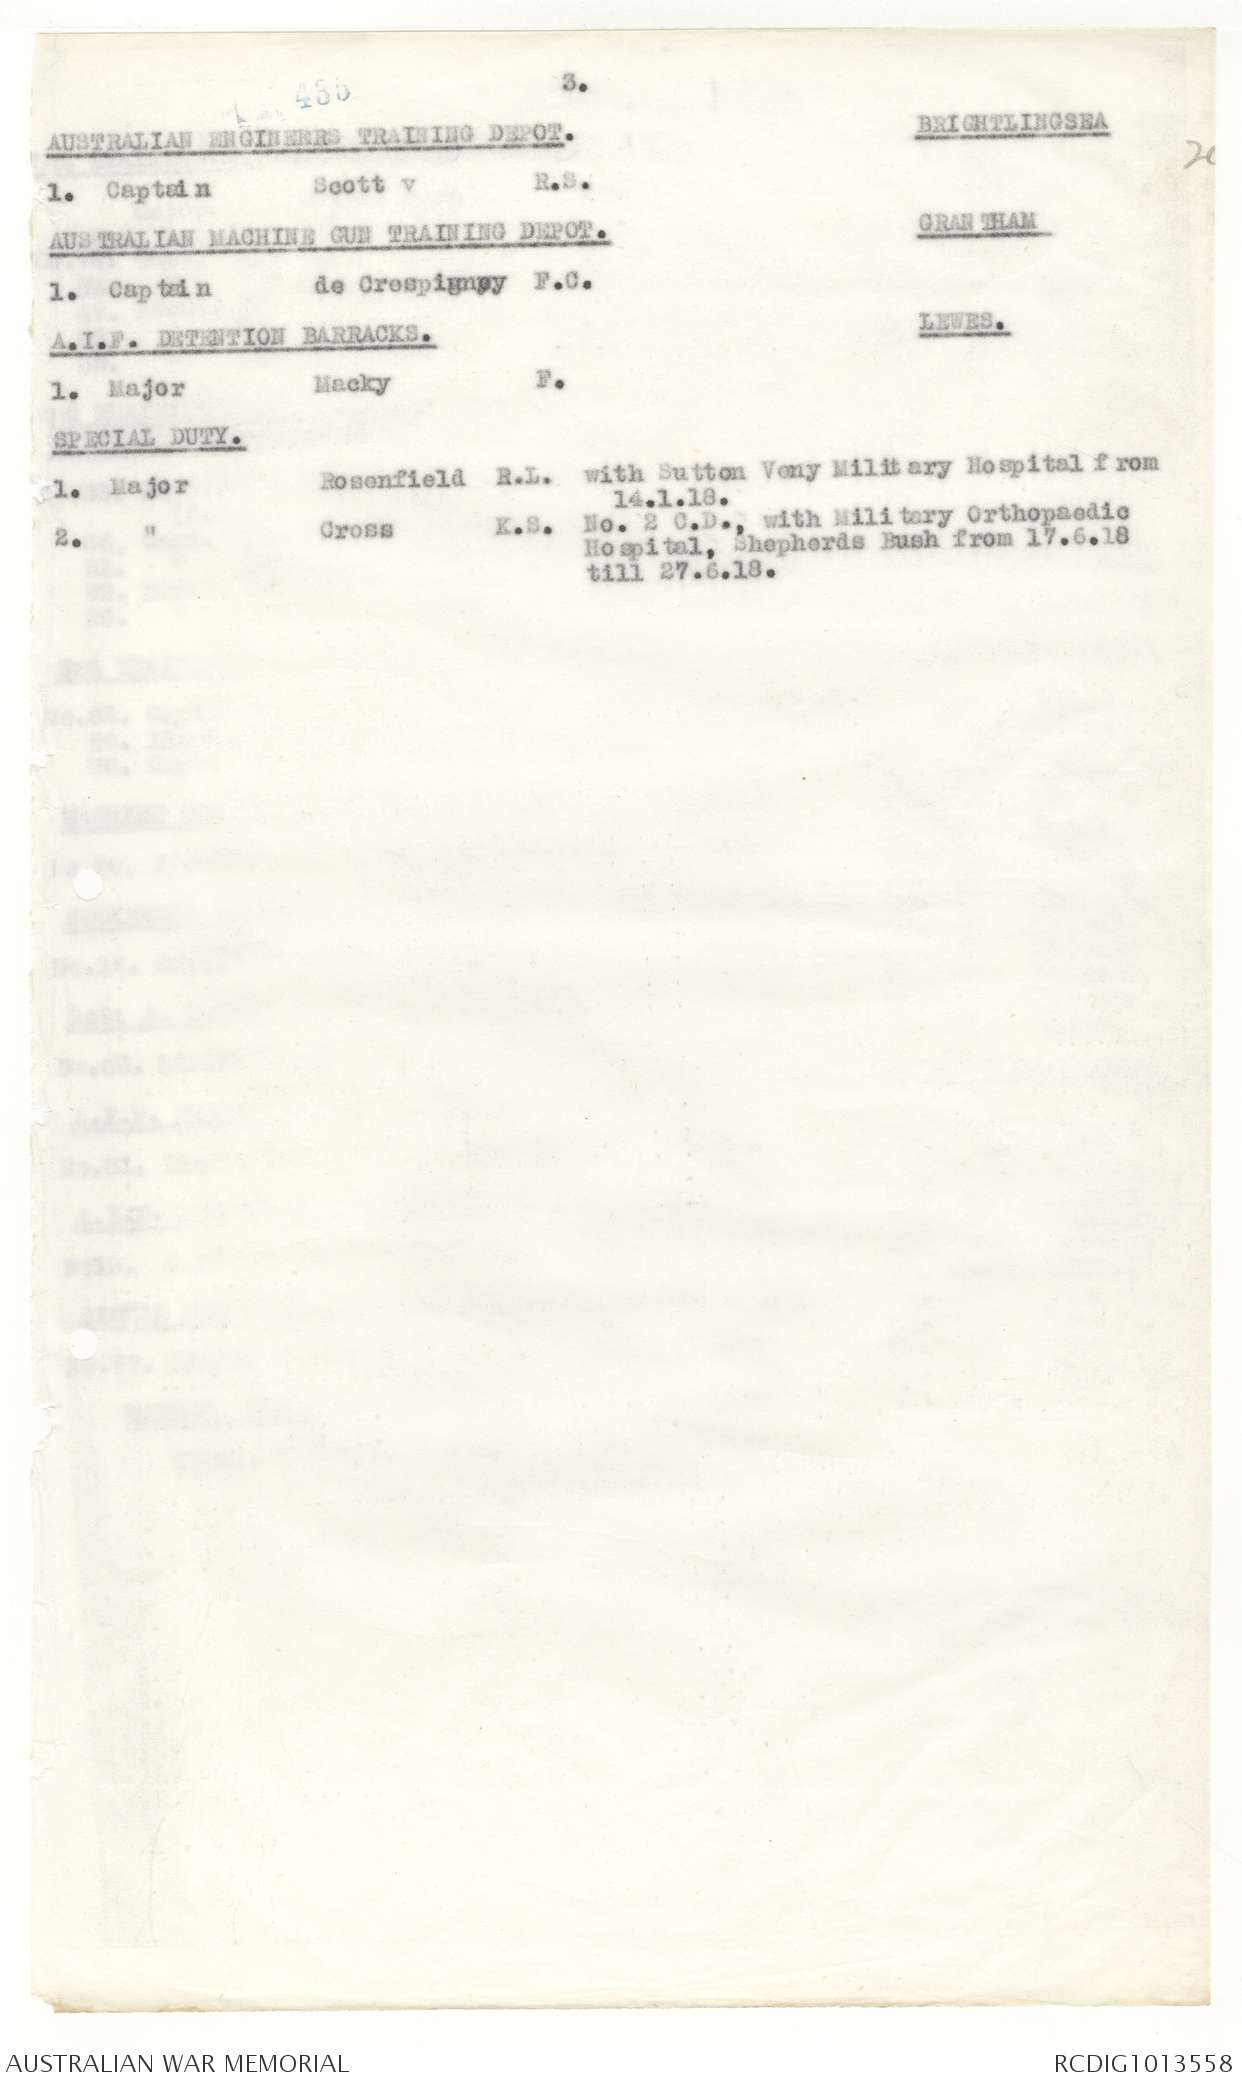 3.
AUSTRALIAN ENGINERRS TRAINING DEPOT. BRIGHTLINGSEA
1. Captain Scott v R.S.
AUSTRALIAN MACHINE GUN TRAINING DEPOT. GRANTHAM
1. Captain de Crespigny F.C.
A.I.F. DETENTION BARRACKS. LEWES.
1. Major Macky F.
SPECIAL DUTY.
1. Major Rosenfield R.L. with Sutton Veny Military Hospital from
14.1.18.
2. " Cross K.S. No. 2 C.D., with Military Orthopaedic
Hospital, Shepherds Bush from 17.6.18
till 27.6.18.
AUSTRALIAN WAR MEMORIAL RCDIG1013558